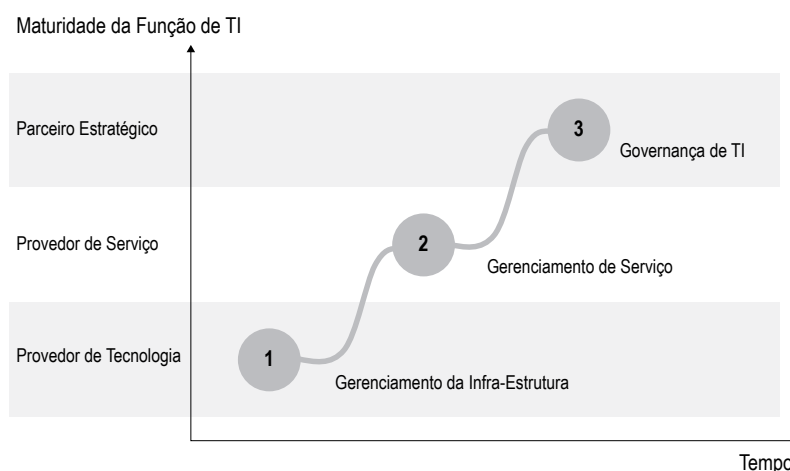 Maturidade da Função de TI
Parceiro Estratégico
3
Governança de TI
Provedor de Serviço
2
Gerenciamento de Serviço
Provedor de Tecnologia
1
Gerenciamento da Infra-Estrutura
Tempo